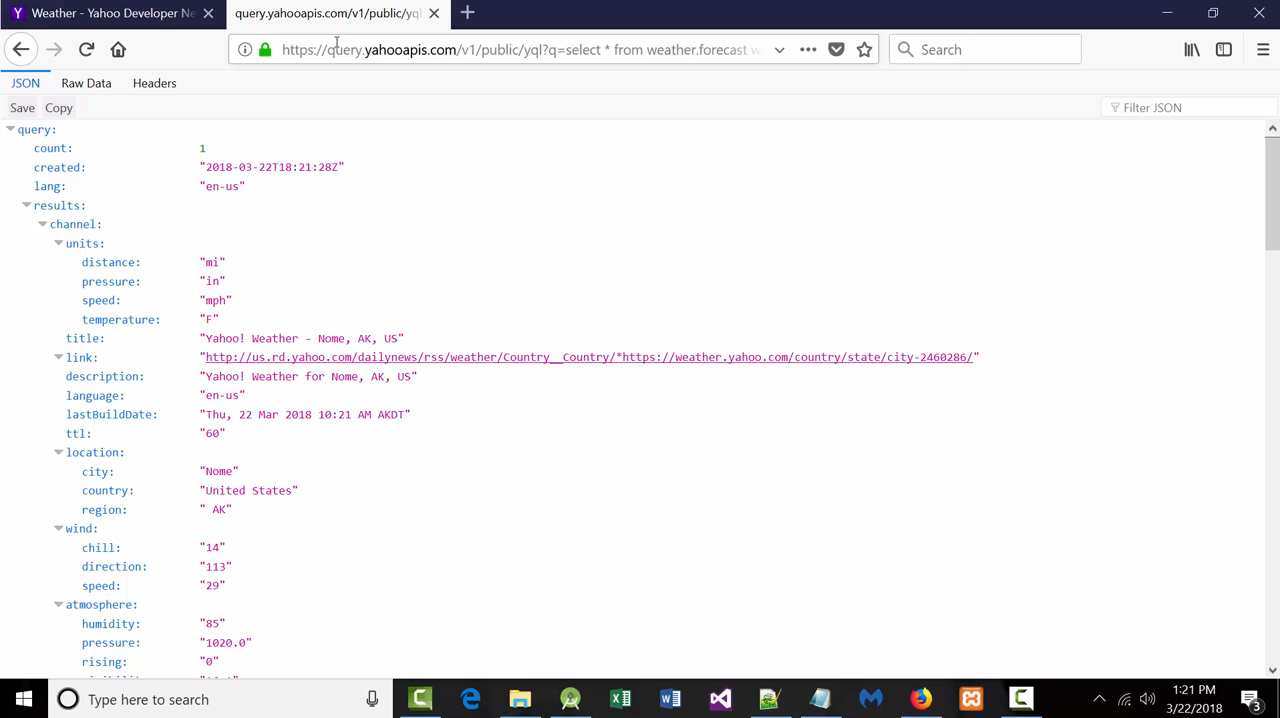 Weather - Yahoo Developer Ne
query.yahooapis.com/v1/public/yql
https://query.yahooapis.com/v1/public/yql?q=select * from weather.forecast w
Search
JSON Raw Data Headers
Save Copy
Filter JSON
query:
count: 1
created: "2018-03-22T18:21:28Z"
lang: "en-us"
results:
channel:
units:
distance: "mi"
pressure: "in"
speed: "mph"
temperature: "F"
title: "Yahoo! Weather - Nome, AK, US"
link: "http://us.rd.yahoo.com/dailynews/rss/weather/Country__Country/*https://weather.yahoo.com/country/state/city-2460286/"
description: "Yahoo! Weather for Nome, AK, US"
language: "en-us"
lastBuildDate: "Thu, 22 Mar 2018 10:21 AM AKDT"
ttl: "60"
location:
city: "Nome"
country: "United States"
region: " AK"
wind:
chill: "14"
direction: "113"
speed: "29"
atmosphere:
humidity: "85"
pressure: "1020.0"
rising: "0"
Type here to search
1:21 PM
3/22/2018
3